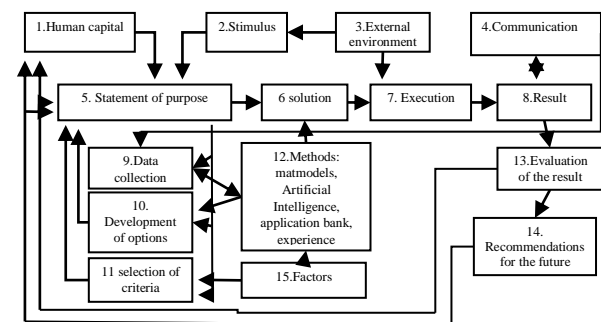 1.Human capital
2.Stimulus
3.External
environment
4.Communication
5. Statement of purpose
6 solution
7. Execution
8.Result
9.Data
collection
12.Methods:
matmodels,
Artificial
Intelligence,
application bank,
experience
13.Evaluation
of the result
10.
Development
of options
14.
Recommendations
for the future
11 selection of
criteria
15.Factors